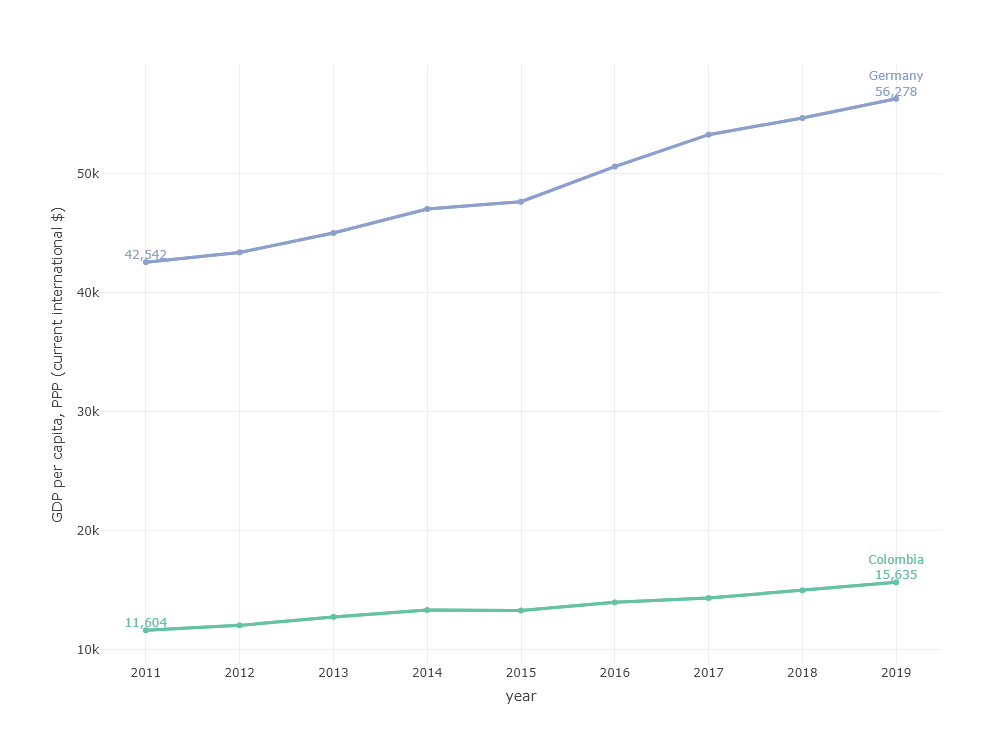 Germany
56,278
50k
42,542
40k
30k
20k
Colombia
15,635
11,604
10k
2011 2012 2013 2014 2015 2016 2017 2018 2019
year
GDP per capita, PPP (current international $)